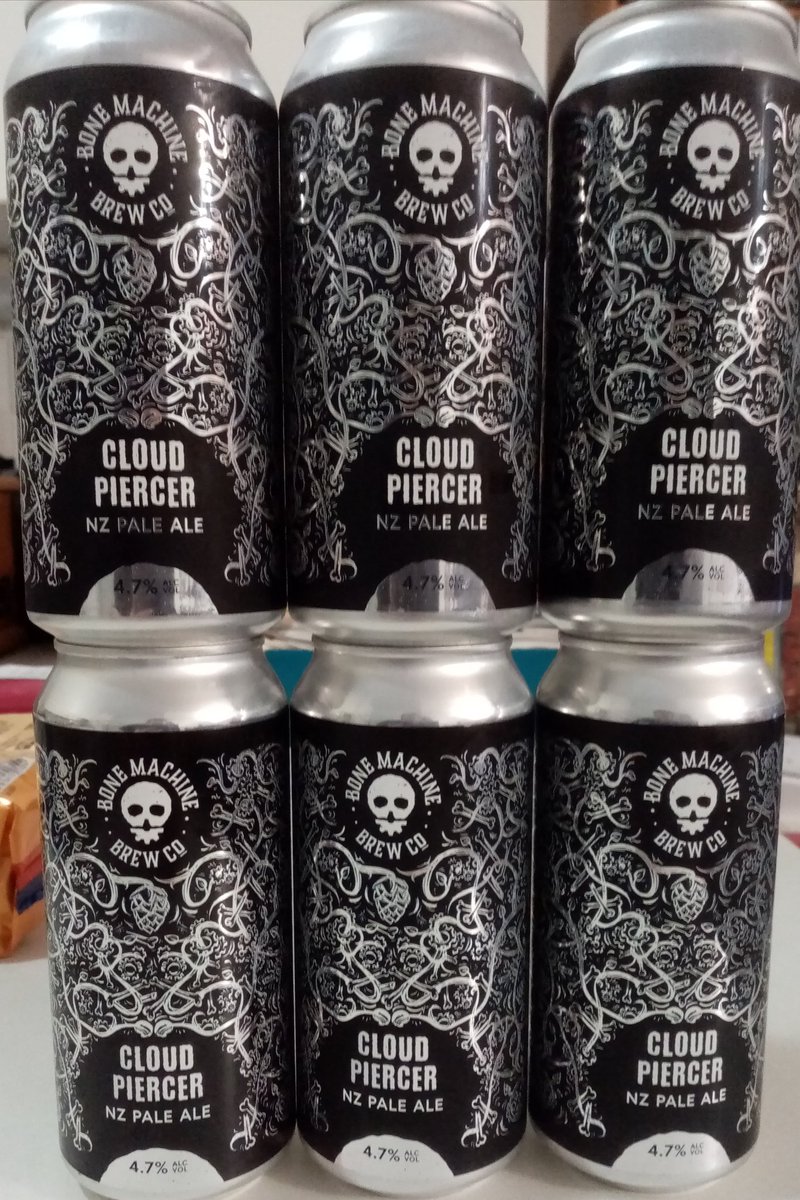 BONE MACHINE
BREW CO
CLOUD
PIERCER
NZ PALE ALE
4.7% ALC VOL
BONE MACHINE
BREW CO
CLOUD
PIERCER
NZ PALE ALE
4.7% ALC VOL
BONE MACHINE
BREW CO
CLOUD
PIERCER
NZ PALE ALE
4.7% ALC VOL
BONE MACHINE
BREW CO
CLOUD
PIERCER
NZ PALE ALE
4.7% ALC VOL
BONE MACHINE
BREW CO
CLOUD
PIERCER
NZ PALE ALE
4.7% ALC VOL
BONE MACHINE
BREW CO
CLOUD
PIERCER
NZ PALE ALE
4.7% ALC VOL